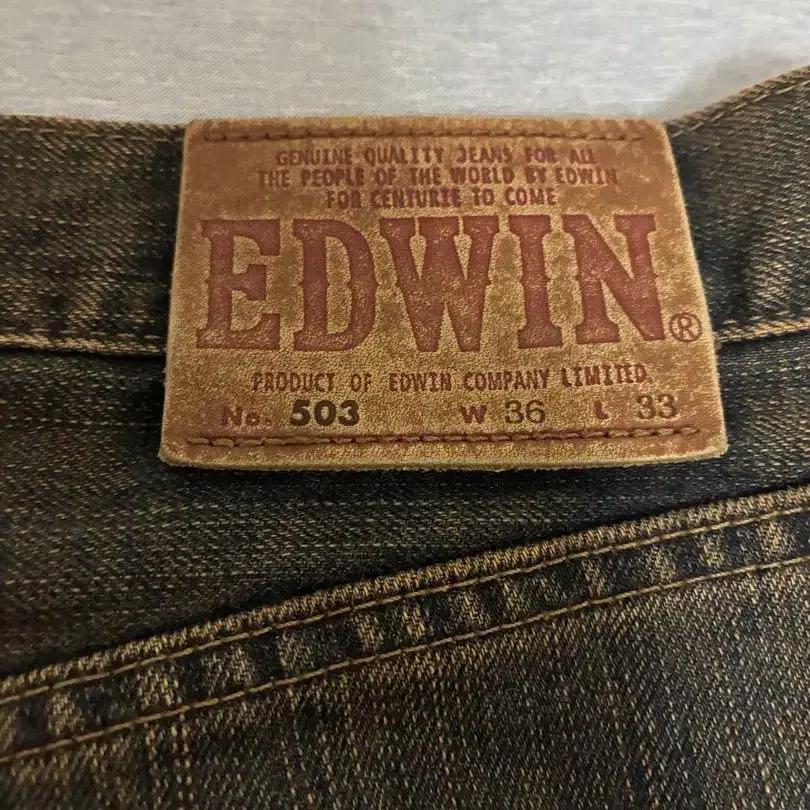 GENUINE QUALITY JEANS FOR ALL
THE PEOPLE OF THE WORLD BY EDWIN
FOR CENTURIE TO COME
EDWIN®
PRODUCT OF EDWIN COMPANY LIMITED.
No. 503 W 36 L 33